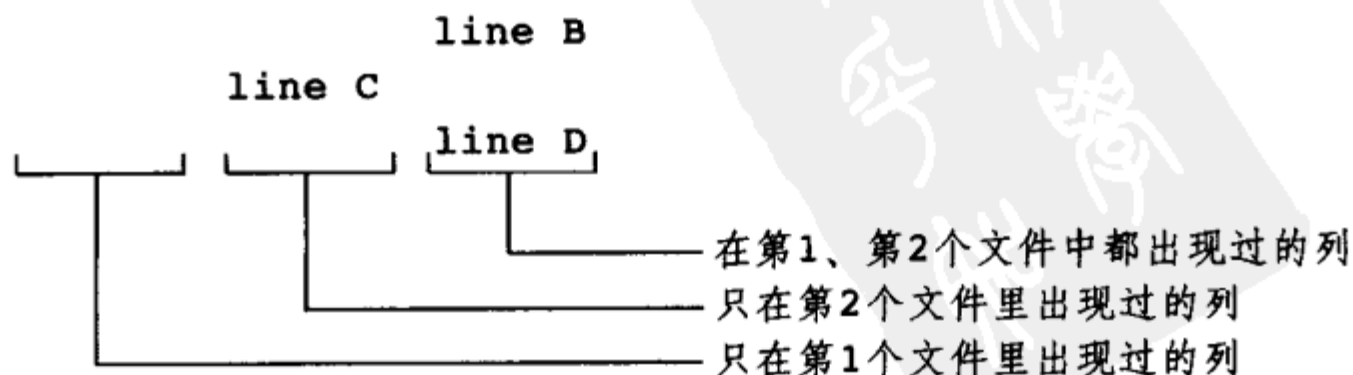 line B
line C
line D
在第1、第2个文件中都出现过的列
只在第2个文件里出现过的列
只在第1个文件里出现过的列